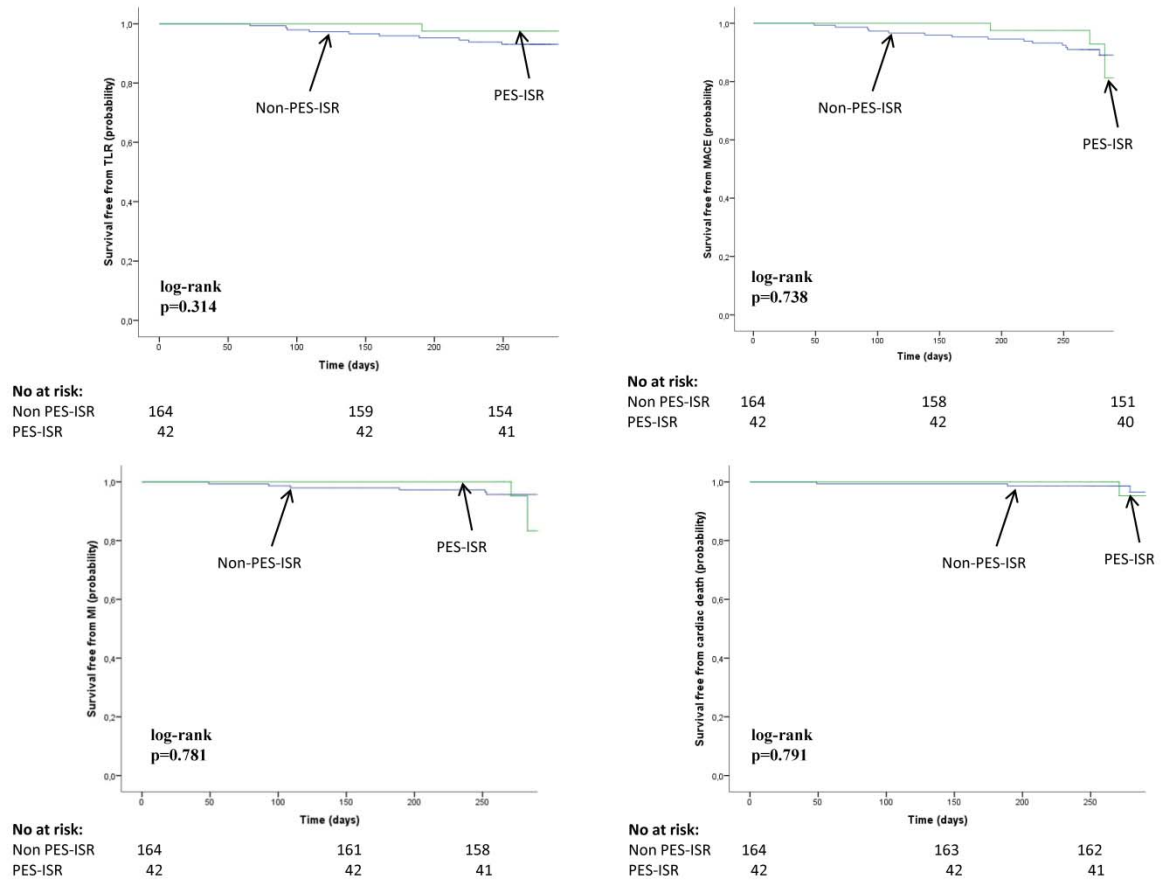 Survival free from TLR (probability)
1,0
0,8
0,6
0,4
0,2
0,0
Non-PES-ISR
PES-ISR
log-rank
p=0.314
0 50 100 150 200 250
Time (days)
No at risk:
Non PES-ISR 164 159 154
PES-ISR 42 42 41
Survival free from MACE (probability)
1,0
0,8
0,6
0,4
0,2
0,0
Non-PES-ISR
PES-ISR
log-rank
p=0.738
0 50 100 150 200 250
Time (days)
No at risk:
Non PES-ISR 164 158 151
PES-ISR 42 42 40
Survival free from MI (probability)
1,0
0,8
0,6
0,4
0,2
0,0
Non-PES-ISR
PES-ISR
log-rank
p=0.781
0 50 100 150 200 250
Time (days)
No at risk:
Non PES-ISR 164 161 158
PES-ISR 42 42 41
Survival free from cardiac death (probability)
1,0
0,8
0,6
0,4
0,2
0,0
Non-PES-ISR
PES-ISR
log-rank
p=0.791
0 50 100 150 200 250
Time (days)
No at risk:
Non PES-ISR 164 163 162
PES-ISR 42 42 41